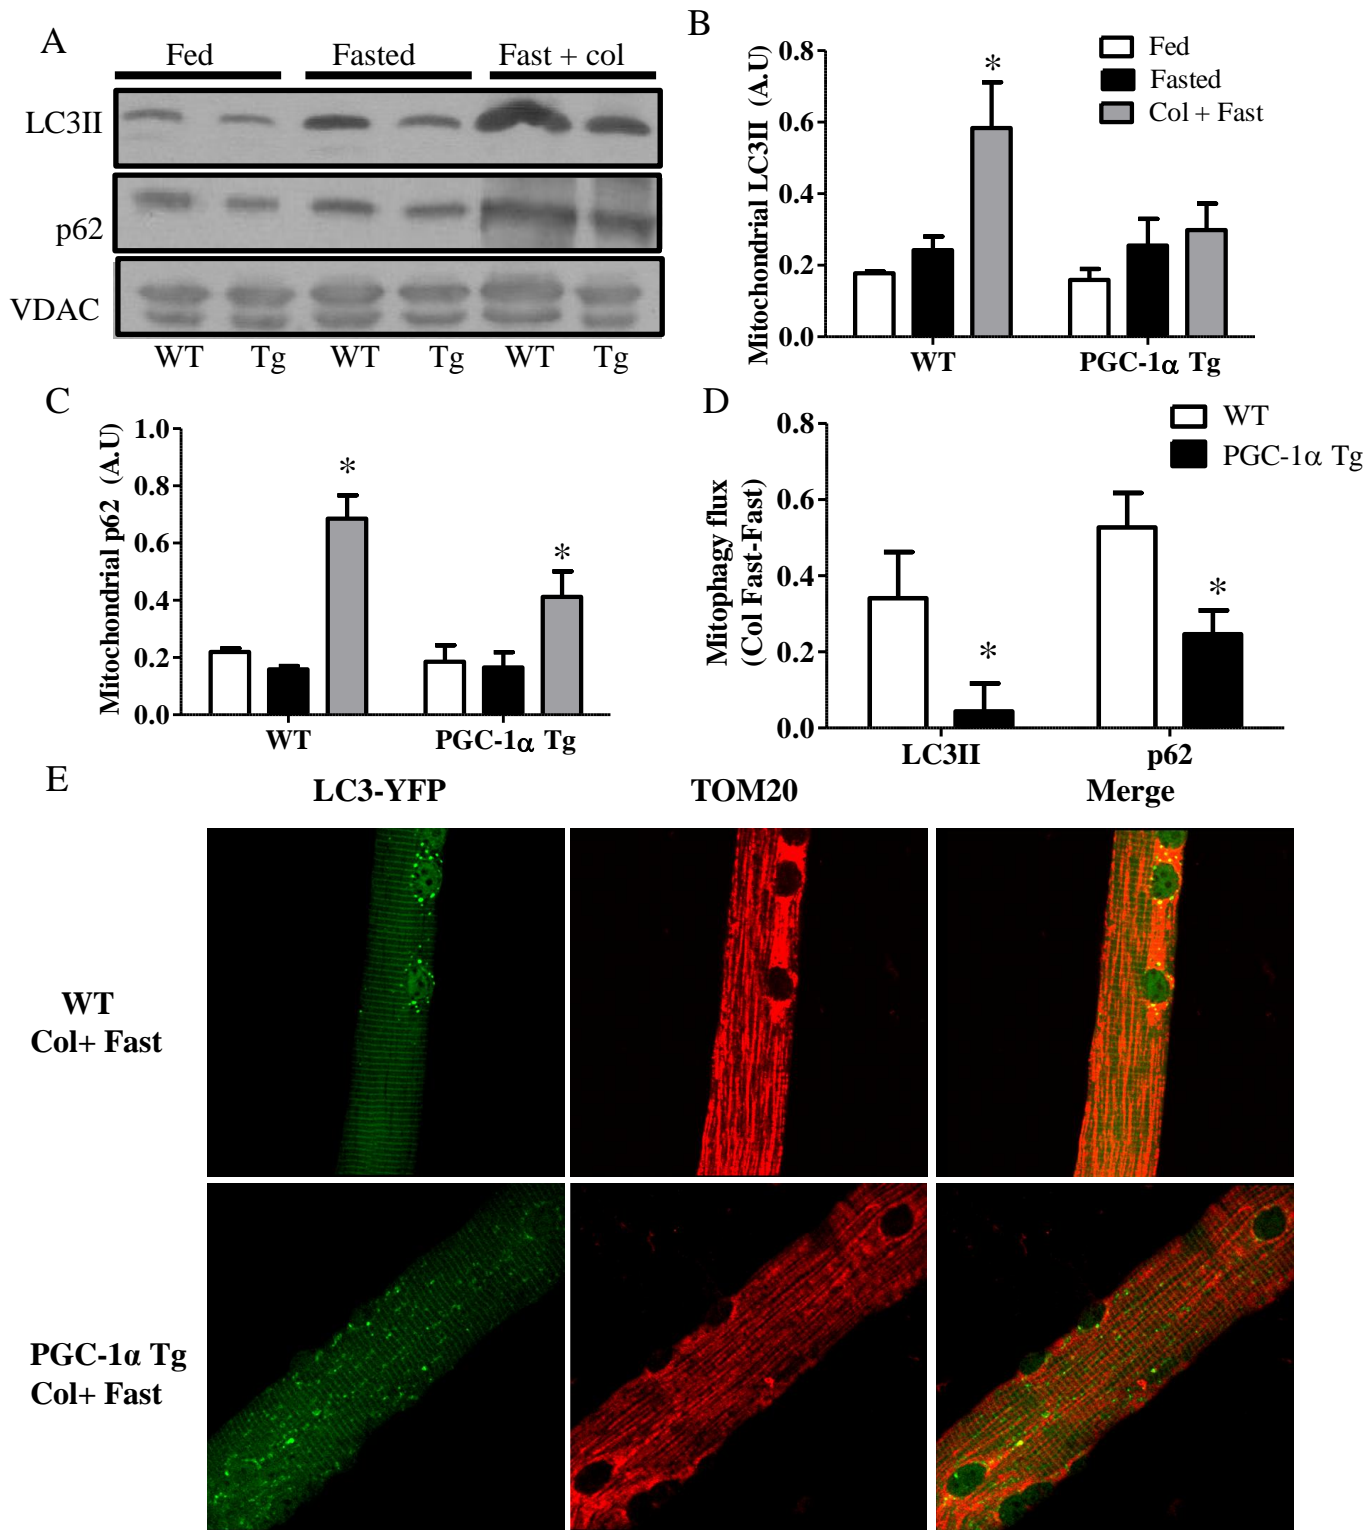 A
Fed Fasted Fast + col
LC3II
p62
VDAC
WT Tg WT Tg WT Tg
B
Mitochondrial LC3II (A.U)
0.8
0.6
0.4
0.2
0.0
Fed
Fasted
Col + Fast
*
WT PGC-1α Tg
C
Mitochondrial p62 (A.U)
1.0
0.8
0.6
0.4
0.2
0.0
*
*
WT PGC-1α Tg
D
Mitophagy flux
(Col Fast-Fast)
0.8
0.6
0.4
0.2
0.0
WT
PGC-1α Tg
*
*
LC3II p62
E
LC3-YFP TOM20 Merge
WT
Col+ Fast
PGC-1α Tg
Col+ Fast